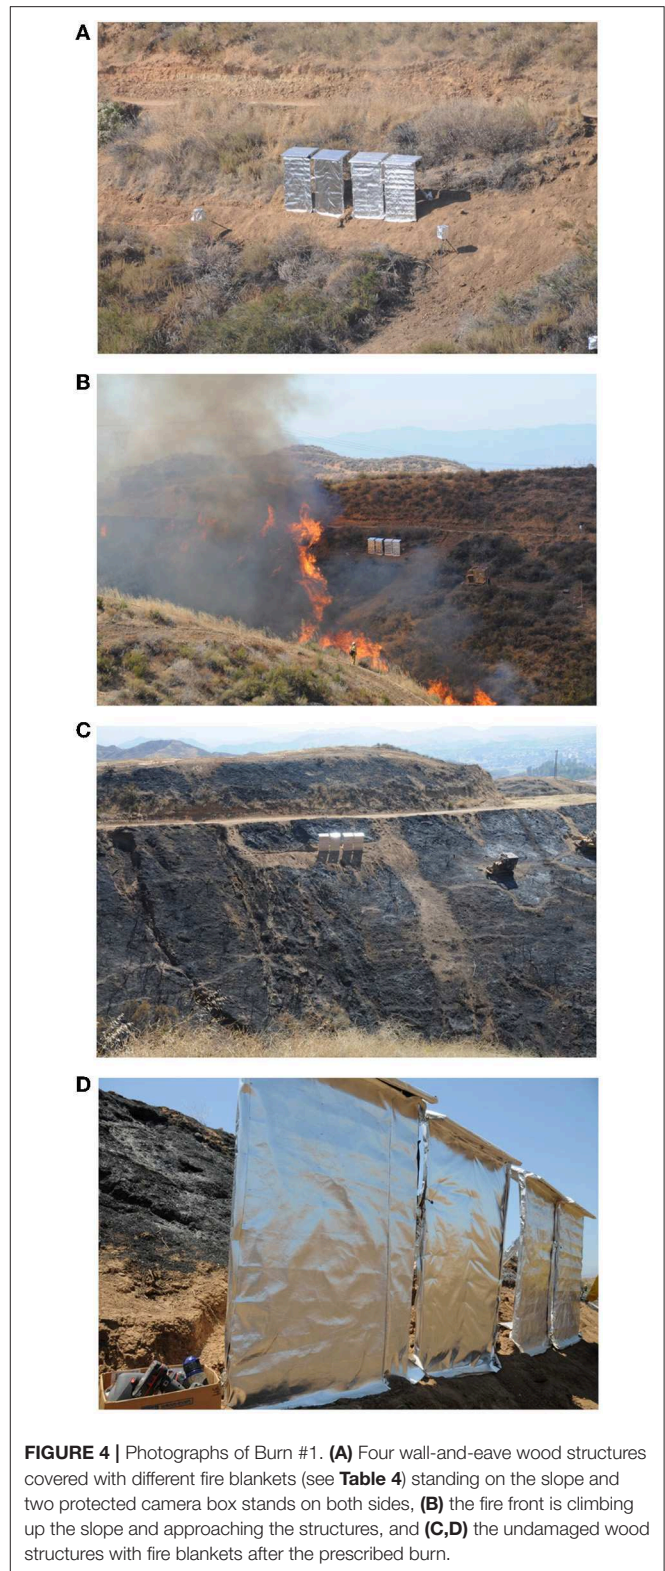 A
B
C
D
FIGURE 4 | Photographs of Burn #1. (A) Four wall-and-eave wood structures
covered with different fire blankets (see Table 4) standing on the slope and
two protected camera box stands on both sides, (B) the fire front is climbing
up the slope and approaching the structures, and (C,D) the undamaged wood
structures with fire blankets after the prescribed burn.